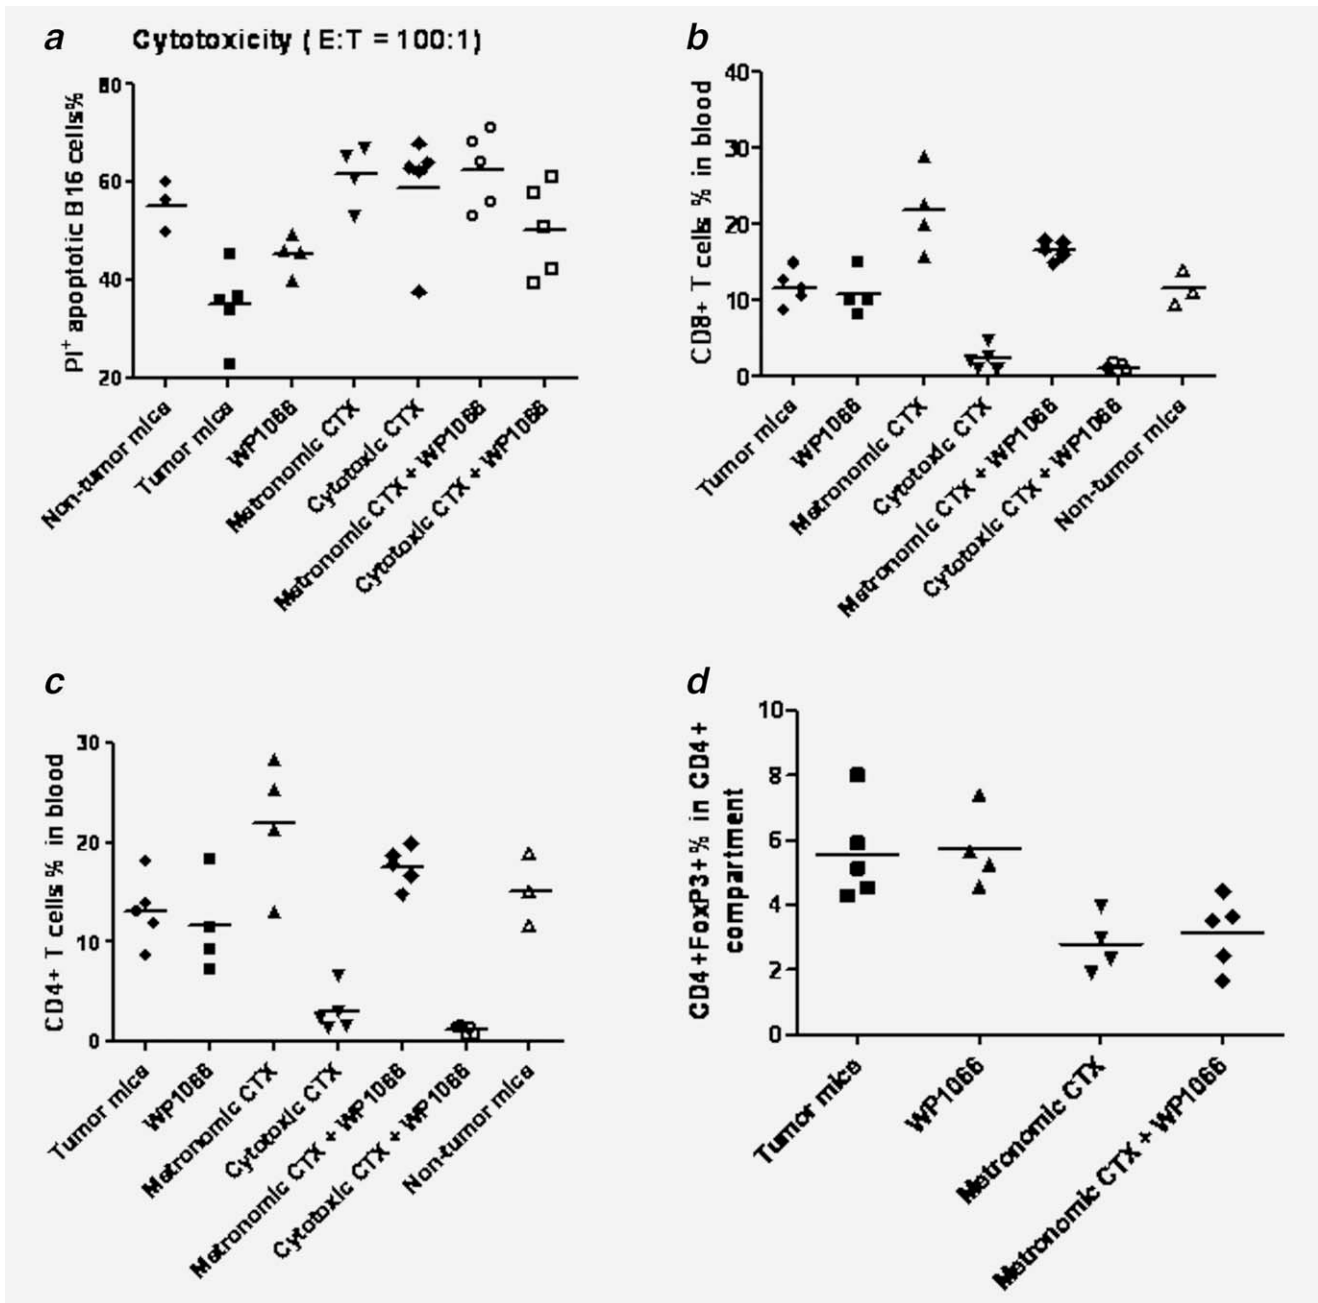 a
Cytotoxicity ( E:T = 100:1)
PI+ apoptotic B16 cells%
80
60
40
20
Non-tumor mice
Tumor mice
WP1066
Metronomic CTX
Cytotoxic CTX
Metronomic CTX + WP1066
Cytotoxic CTX + WP1066
b
CD8+ T cells % in blood
40
30
20
10
0
Tumor mice
WP1066
Metronomic CTX
Cytotoxic CTX
Metronomic CTX + WP1066
Cytotoxic CTX + WP1066
Non-tumor mice
c
CD4+ T cells % in blood
30
20
10
0
Tumor mice
WP1066
Metronomic CTX
Cytotoxic CTX
Metronomic CTX + WP1066
Cytotoxic CTX + WP1066
Non-tumor mice
d
CD4+FoxP3+% in CD4+
compartment
10
8
6
4
2
0
Tumor mice
WP1066
Metronomic CTX
Metronomic CTX + WP1066